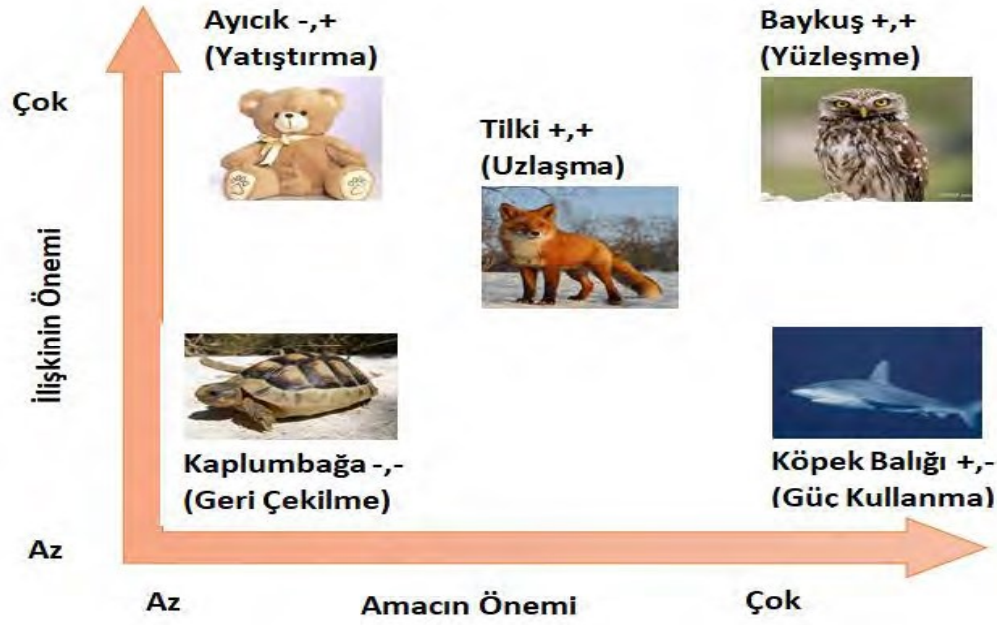 Ayıcık -,+
(Yatıştırma)
Baykuş +,+
(Yüzleşme)
Çok
Tilki +,+
(Uzlaşma)
İlişkinin Önemi
Kaplumbağa -,-
(Geri Çekilme)
Köpek Balığı +,-
(Güç Kullanma)
Az
Az
Amacın Önemi
Çok